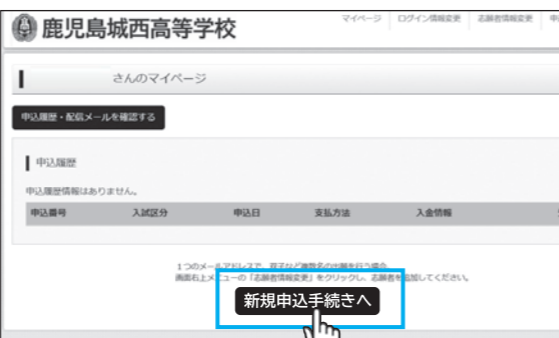 鹿児島城西高等学校
マイページ ログイン情報変更 志願者情報変更
さんのマイページ
申込履歴・配信メールを確認する
申込履歴
申込履歴情報はありません。
申込番号 入試区分 申込日 支払方法 入金情報
1つのメールアドレスで、双子など複数名の出願を行う場合
画面右上メニューの「志願者情報変更」をクリックし、志願者を追加してください。
新規申込手続きへ